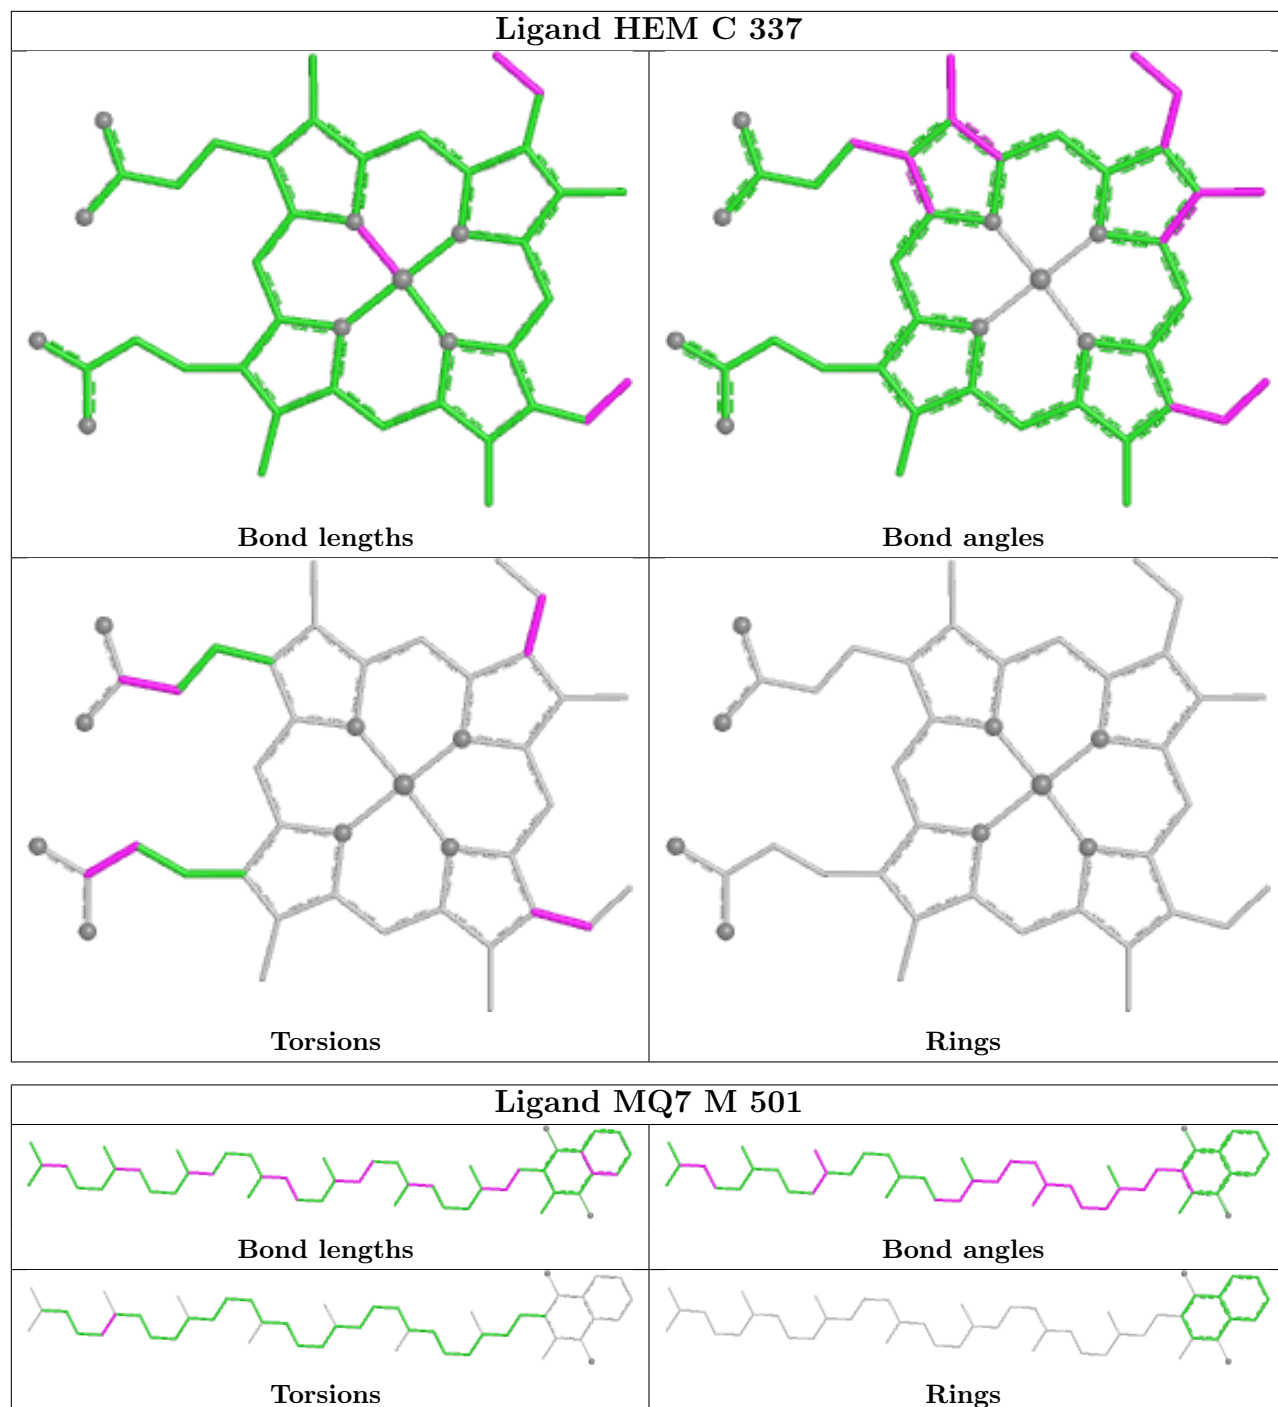 Ligand HEM C 337
Bond lengths
Bond angles
Torsions
Rings
Ligand MQ7 M 501
Bond lengths
Bond angles
Torsions
Rings